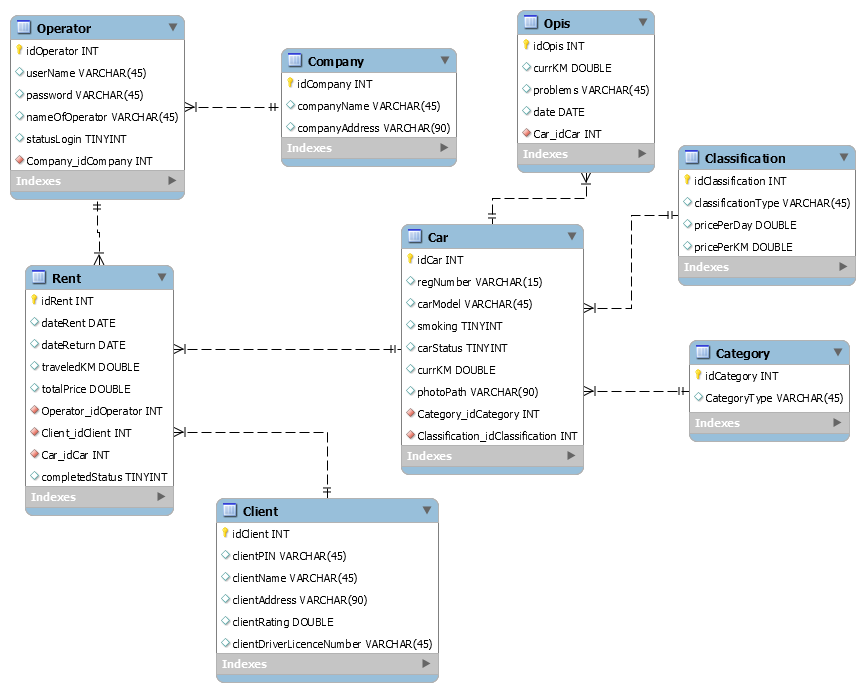 Operator
idOperator INT
userName VARCHAR(45)
password VARCHAR(45)
nameOfOperator VARCHAR(45)
statusLogin TINYINT
Company_idCompany INT
Indexes
Company
idCompany INT
companyName VARCHAR(45)
companyAddress VARCHAR(90)
Indexes
Opis
idOpis INT
currKM DOUBLE
problems VARCHAR(45)
date DATE
Car_idCar INT
Indexes
Classification
idClassification INT
classificationType VARCHAR(45)
pricePerDay DOUBLE
pricePerKM DOUBLE
Indexes
Rent
idRent INT
dateRent DATE
dateReturn DATE
traveledKM DOUBLE
totalPrice DOUBLE
Operator_idOperator INT
Client_idClient INT
Car_idCar INT
completedStatus TINYINT
Indexes
Car
idCar INT
regNumber VARCHAR(15)
carModel VARCHAR(45)
smoking TINYINT
carStatus TINYINT
currKM DOUBLE
photoPath VARCHAR(90)
Category_idCategory INT
Classification_idClassification INT
Indexes
Category
idCategory INT
CategoryType VARCHAR(45)
Indexes
Client
idClient INT
clientPIN VARCHAR(45)
clientName VARCHAR(45)
clientAddress VARCHAR(90)
clientRating DOUBLE
clientDriverLicenceNumber VARCHAR(45)
Indexes